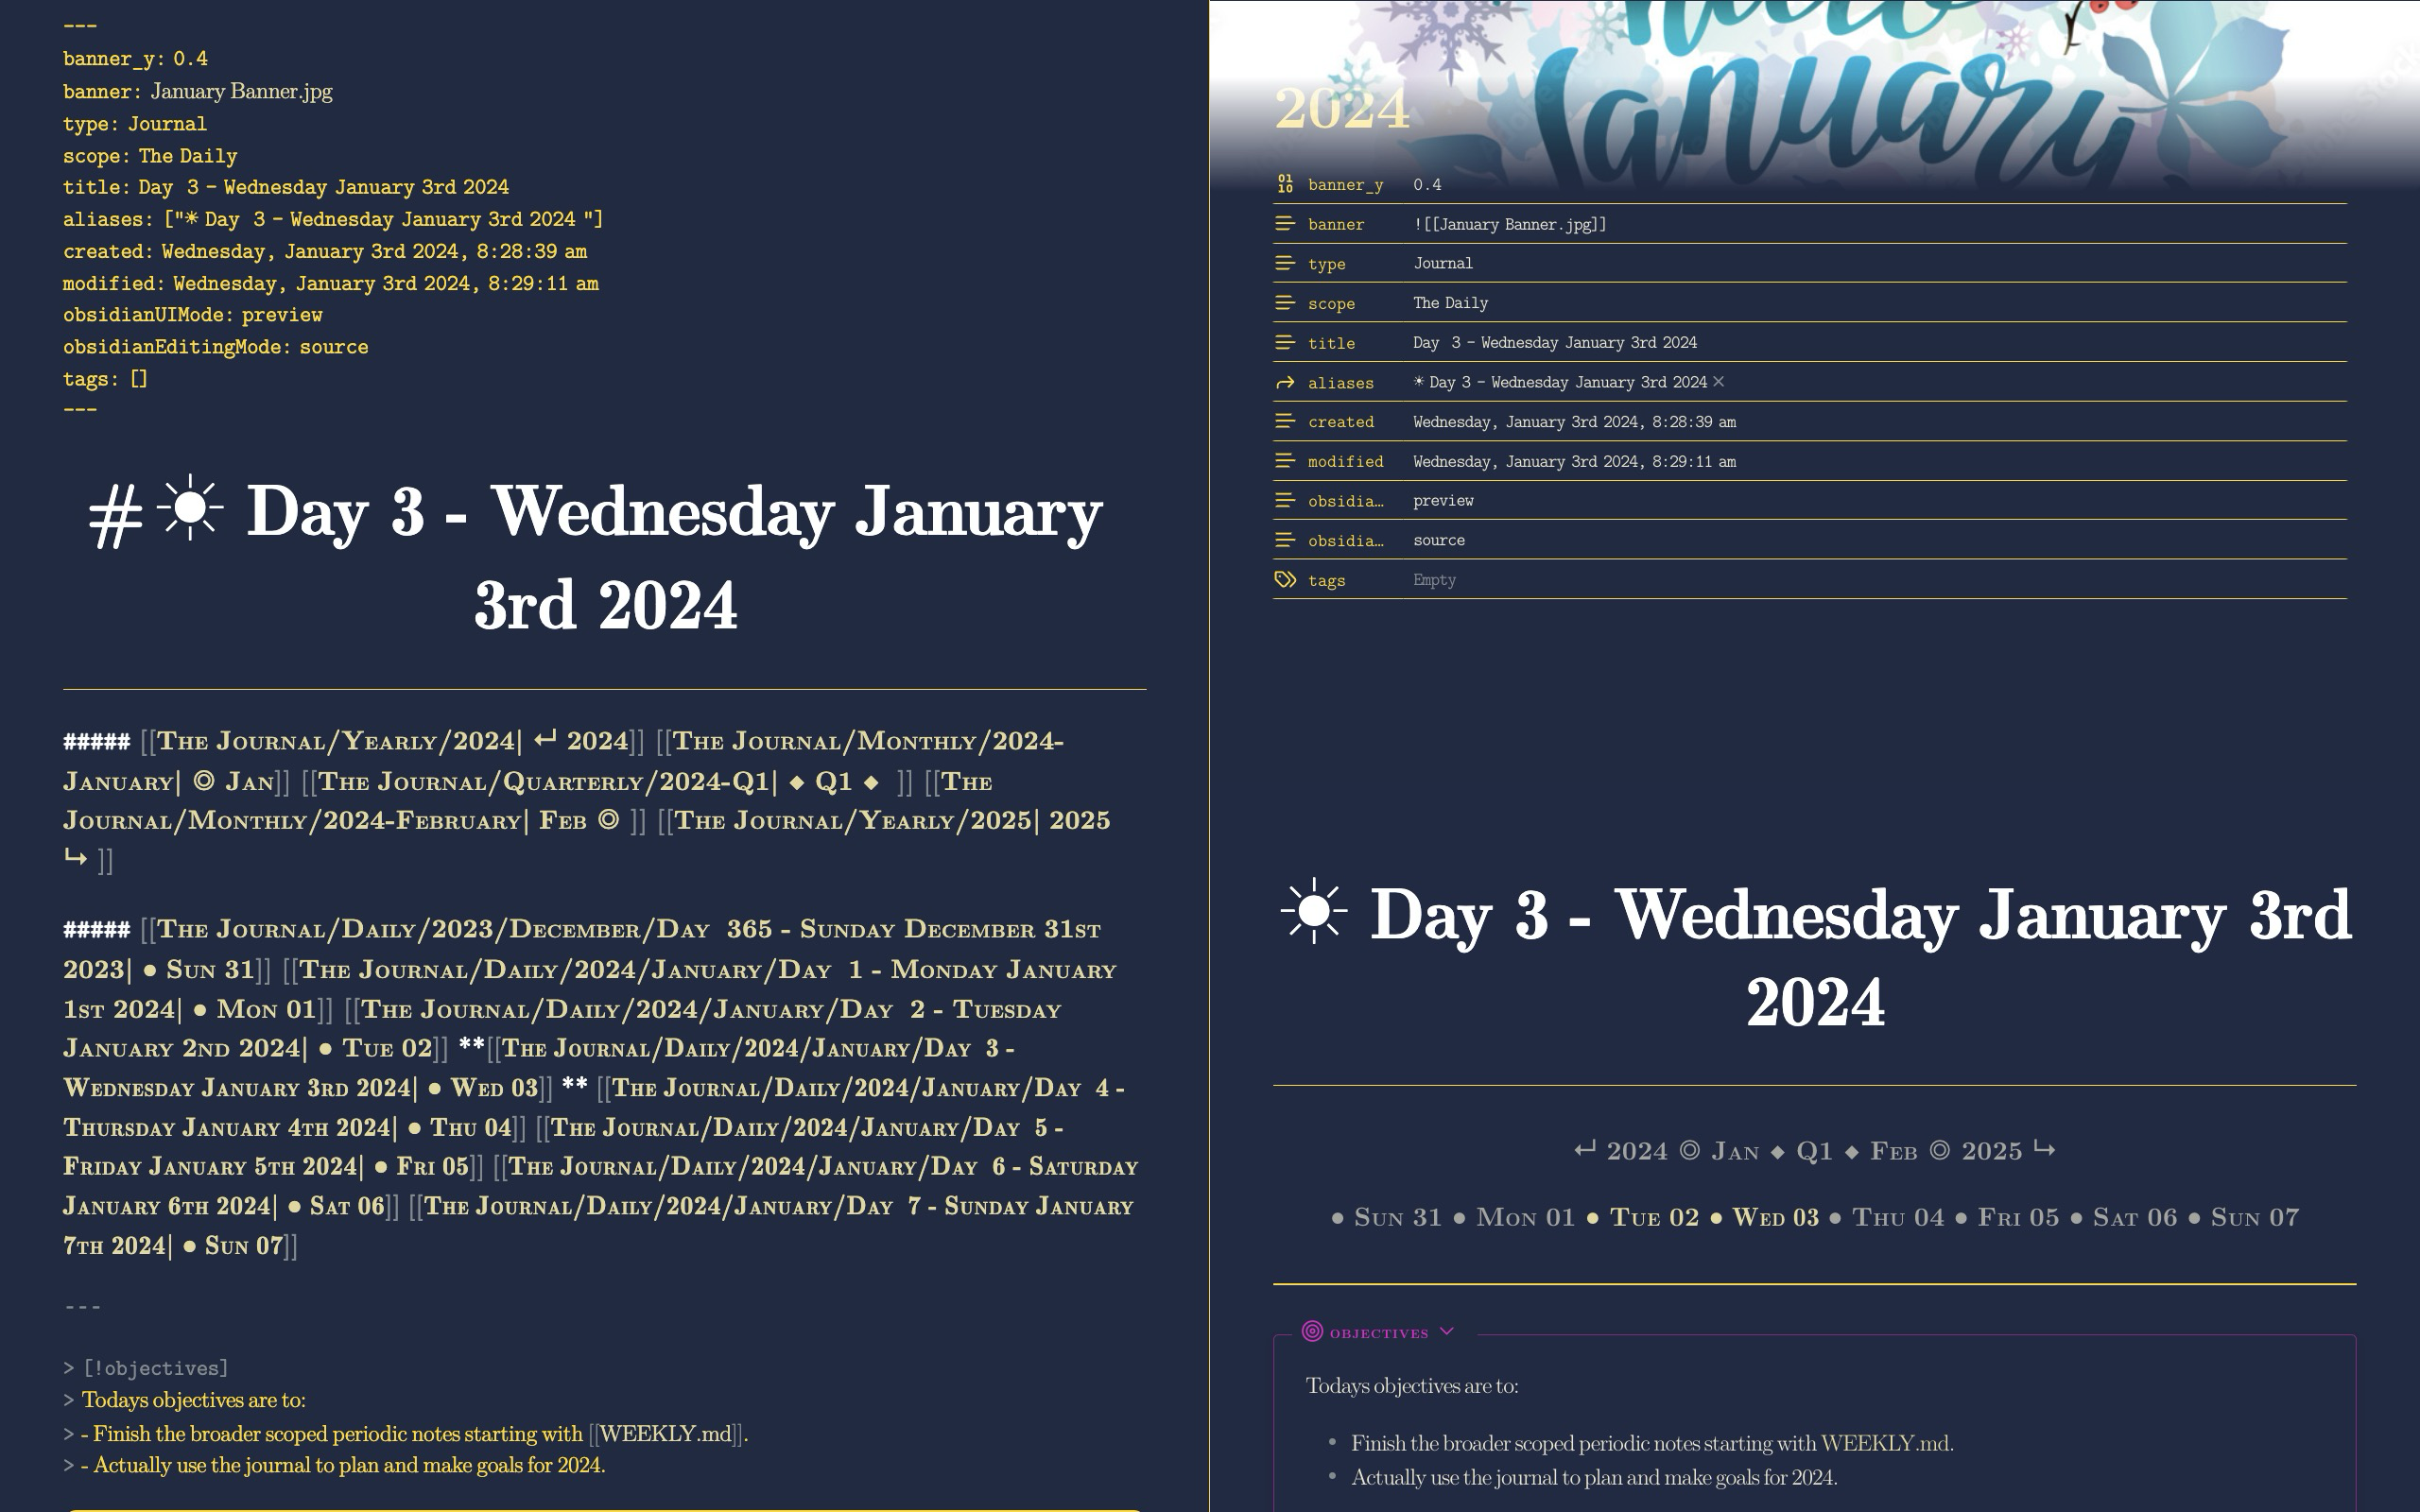 ---
banner_y: 0.4
banner: January Banner.jpg
type: Journal
scope: The Daily
title: Day  3 - Wednesday January 3rd 2024
aliases: ["☀ Day  3 - Wednesday January 3rd 2024 "]
created: Wednesday, January 3rd 2024, 8:28:39 am
modified: Wednesday, January 3rd 2024, 8:29:11 am
obsidianUIMode: preview
obsidianEditingMode: source
tags: []
---
#☀ Day 3 - Wednesday January
3rd 2024
##### [[The Journal/Yearly/2024| ↵ 2024]] [[The Journal/Monthly/2024-
January| ◎ Jan]] [[The Journal/Quarterly/2024-Q1| ◆ Q1 ◆ ]] [[The
Journal/Monthly/2024-February| Feb ◎ ]] [[The Journal/Yearly/2025| 2025
↳ ]]
##### [[The Journal/Daily/2023/December/Day  365 - Sunday December 31st
2023| ● Sun 31]] [[The Journal/Daily/2024/January/Day  1 - Monday January
1st 2024| ● Mon 01]] [[The Journal/Daily/2024/January/Day  2 - Tuesday
January 2nd 2024| ● Tue 02]] **[[The Journal/Daily/2024/January/Day  3 -
Wednesday January 3rd 2024| ● Wed 03]] ** [[The Journal/Daily/2024/January/Day  4 -
Thursday January 4th 2024| ● Thu 04]] [[The Journal/Daily/2024/January/Day  5 -
Friday January 5th 2024| ● Fri 05]] [[The Journal/Daily/2024/January/Day  6 - Saturday
January 6th 2024| ● Sat 06]] [[The Journal/Daily/2024/January/Day  7 - Sunday January
7th 2024| ● Sun 07]]
---
> [!objectives]
> Todays objectives are to:
> - Finish the broader scoped periodic notes starting with [[WEEKLY.md]].
> - Actually use the journal to plan and make goals for 2024.
January
2024
banner_y 0.4
banner ![[January Banner.jpg]]
type Journal
scope The Daily
title Day  3 - Wednesday January 3rd 2024
aliases ☀ Day 3 - Wednesday January 3rd 2024 ×
created Wednesday, January 3rd 2024, 8:28:39 am
modified Wednesday, January 3rd 2024, 8:29:11 am
obsidia… preview
obsidia… source
tags Empty
☀ Day 3 - Wednesday January 3rd
2024
↵ 2024 ◎ Jan ◆ Q1 ◆ Feb ◎ 2025 ↳
● Sun 31 ● Mon 01 ● Tue 02 ● Wed 03 ● Thu 04 ● Fri 05 ● Sat 06 ● Sun 07
OBJECTIVES
Todays objectives are to:
• Finish the broader scoped periodic notes starting with WEEKLY.md.
• Actually use the journal to plan and make goals for 2024.